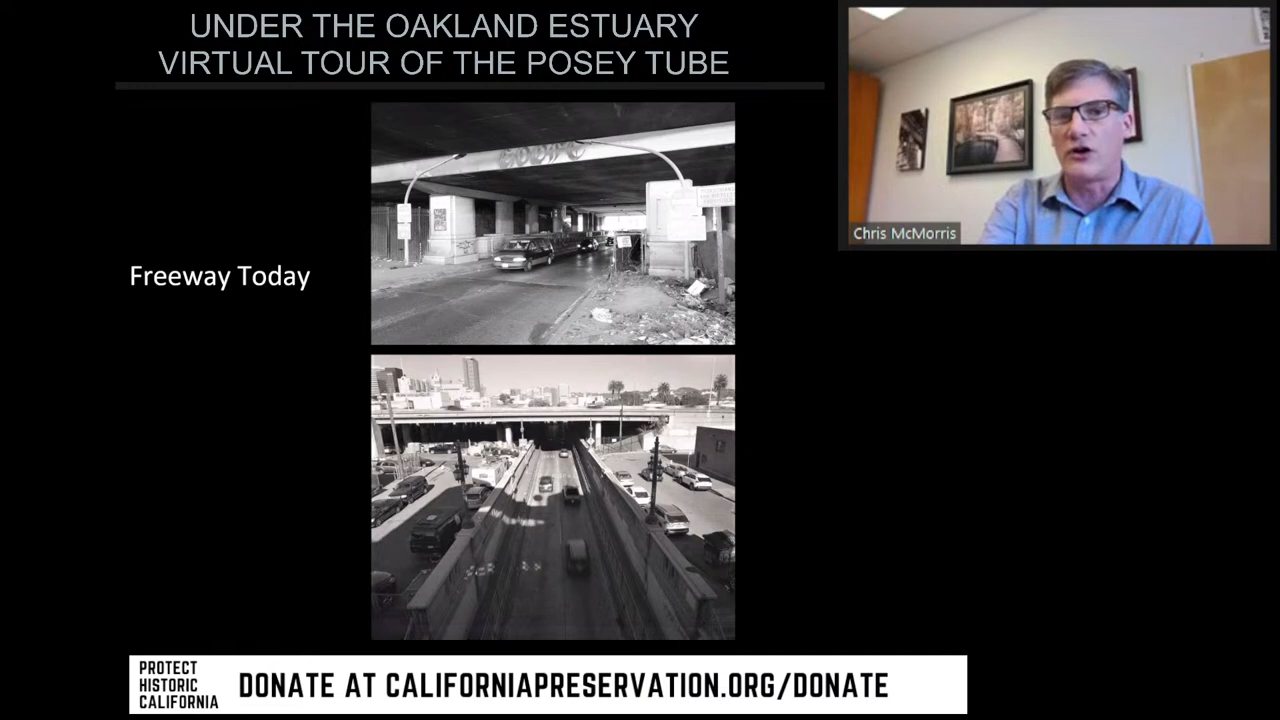 UNDER THE OAKLAND ESTUARY
VIRTUAL TOUR OF THE POSEY TUBE
Chris McMorris
Freeway Today
PROTECT
HISTORIC
CALIFORNIA
DONATE AT CALIFORNIAPRESERVATION.ORG/DONATE